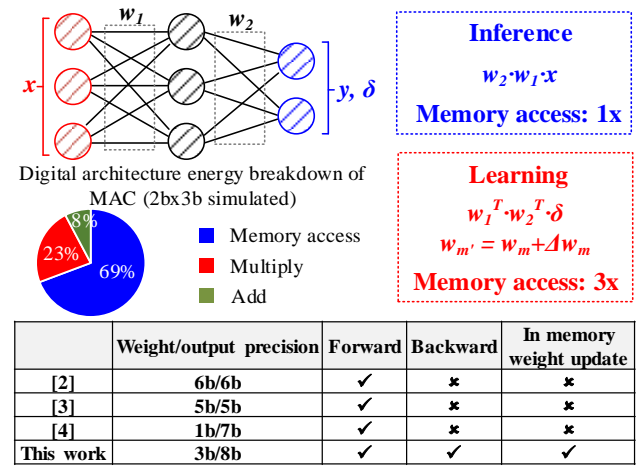 w1 w2
x
y, δ
Inference
w2·w1·x
Memory access: 1x
Digital architecture energy breakdown of
MAC (2bx3b simulated)
8%
23%
69%
Memory access
Multiply
Add
Learning
w1^T·w2^T·δ
wm' = wm+Δwm
Memory access: 3x
Weight/output precision Forward Backward In memory
weight update
[2] 6b/6b ✓ ✖ ✖
[3] 5b/5b ✓ ✖ ✖
[4] 1b/7b ✓ ✖ ✖
This work 3b/8b ✓ ✓ ✓